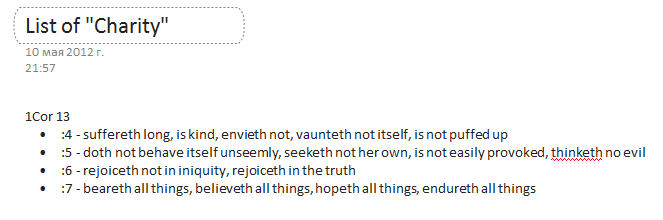 List of "Charity"
10 мая 2012 г.
21:57
1Cor 13
• :4 - suffereth long, is kind, envieth not, vaunteth not itself, is not puffed up
• :5 - doth not behave itself unseemly, seeketh not her own, is not easily provoked, thinketh no evil
• :6 - rejoiceth not in iniquity, rejoiceth in the truth
• :7 - beareth all things, believeth all things, hopeth all things, endureth all things